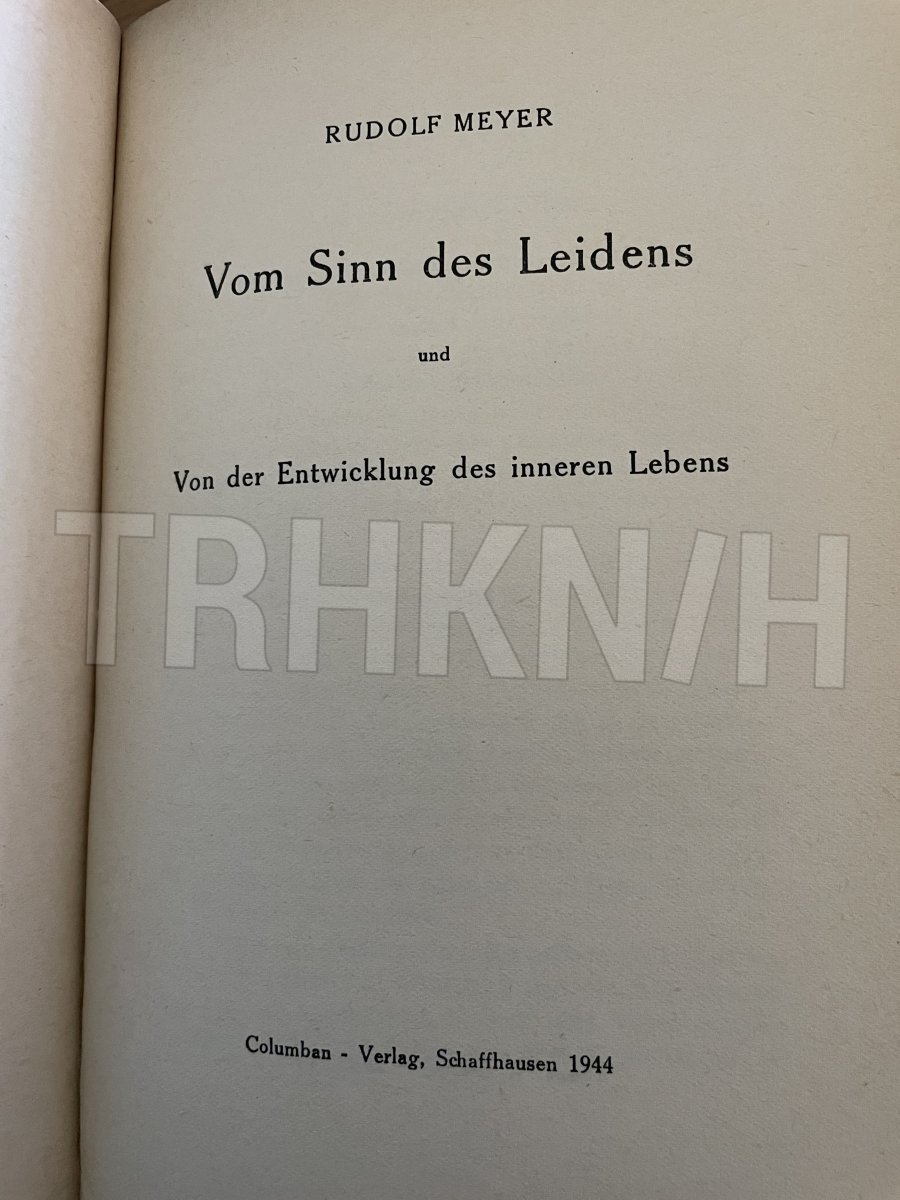 RUDOLF MEYER
Vom Sinn des Leidens
und
Von der Entwicklung des inneren Lebens
TRHKN/H
Columban - Verlag, Schaffhausen 1944